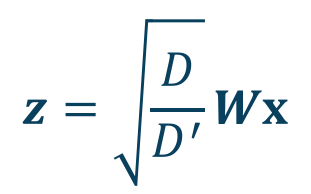 z = √(D/D′) Wx